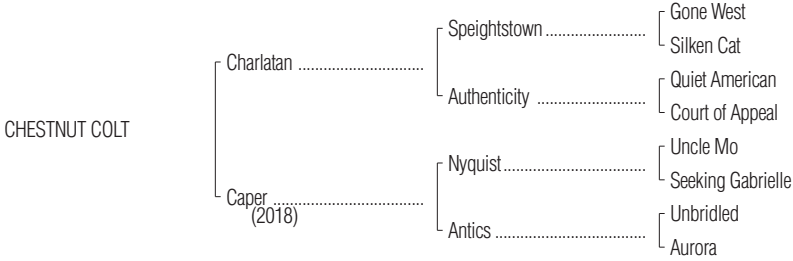 Gone West
Speightstown ........................
Silken Cat
Charlatan ..............................
Quiet American
Authenticity ..........................
Court of Appeal
CHESTNUT COLT
Uncle Mo
Nyquist..................................
Seeking Gabrielle
Caper ....................................
(2018)
Unbridled
Antics ....................................
Aurora